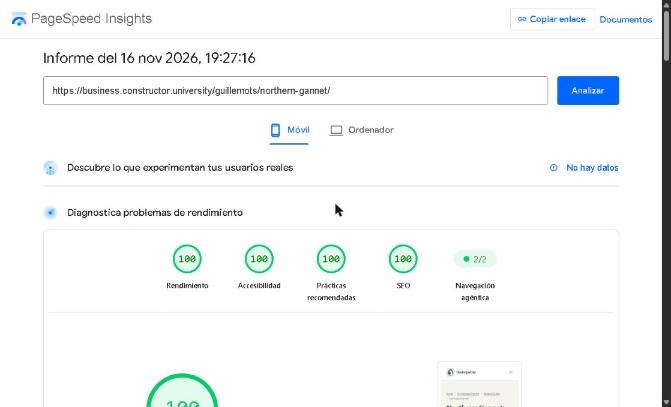 PageSpeed Insights
Copiar enlace
Documentos
Informe del 16 nov 2026, 19:27:16
https://business.constructor.university/guillemots/northern-gannet/
Analizar
Móvil
Ordenador
Descubre lo que experimentan tus usuarios reales
No hay datos
Diagnostica problemas de rendimiento
100
100
100
100
2/2
Rendimiento
Accesibilidad
Prácticas
recomendadas
SEO
Navegación
agéntica
100